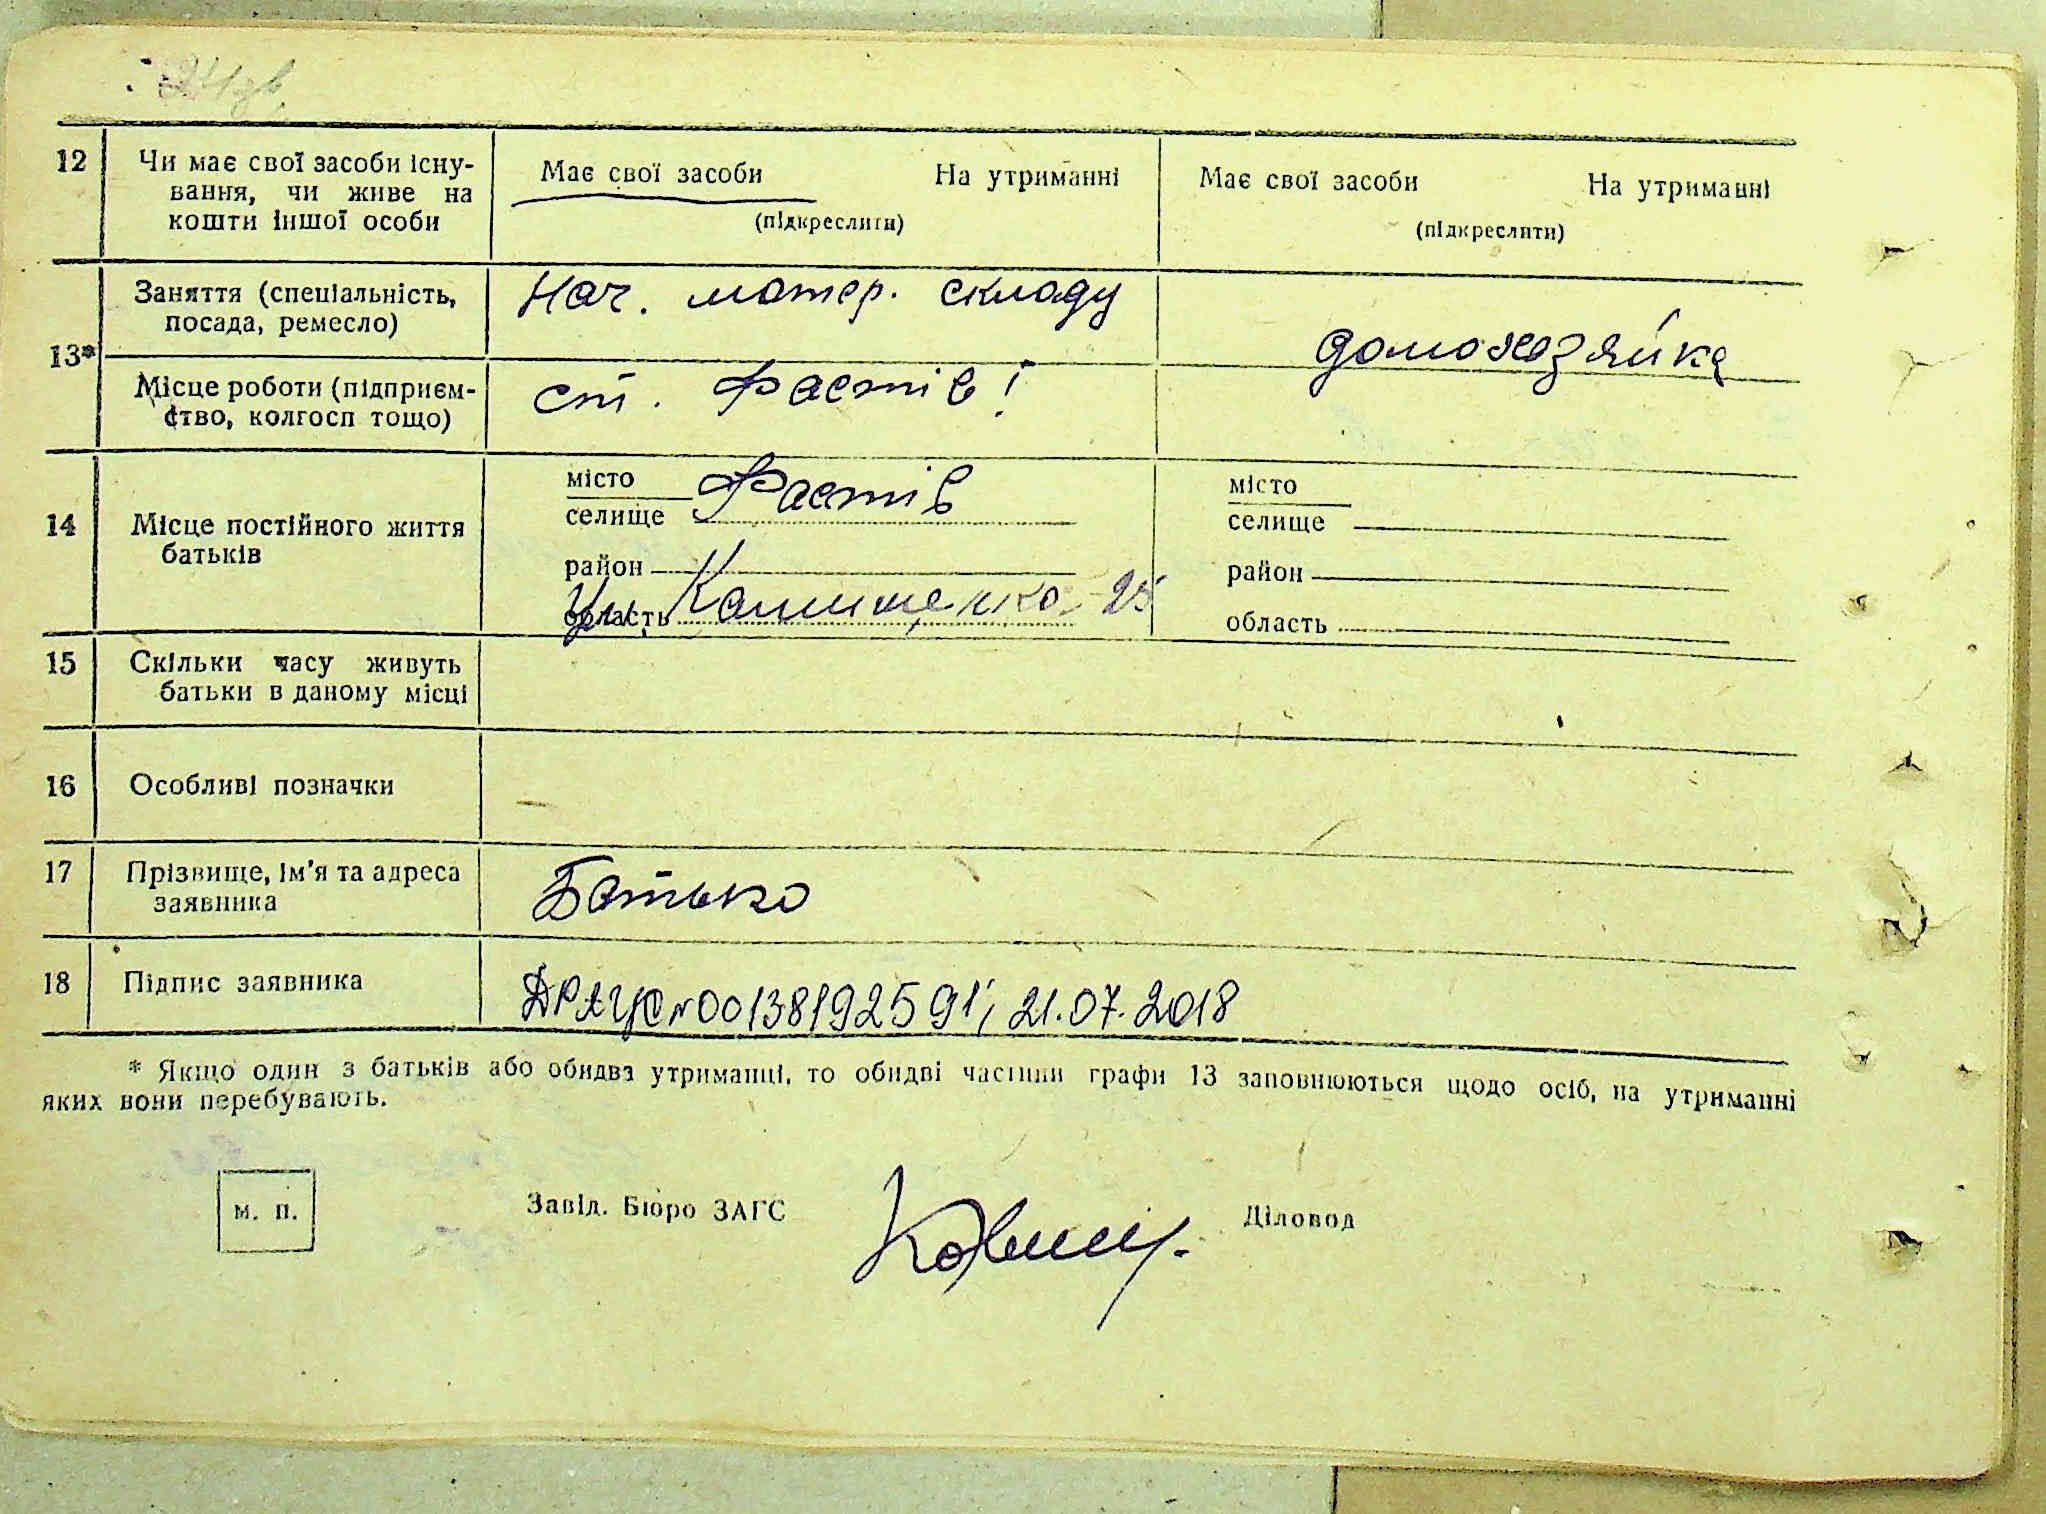 12 Чи має свої засоби існу-
вання, чи живе на
кошти іншої особи
Має свої засоби На утриманні
(підкреслити)
Має свої засоби На утриманні
(підкреслити)
13*
Заняття (спеціальність,
посада, ремесло)
Нач. матер. складу
домохазяйка
Місце роботи (підприєм-
ство, колгосп тощо)
ст. Фастів I
14 Місце постійного життя
батьків
місто Фастів
селище
район
область Ул. 25
місто
селище
район
область
15 Скільки часу живуть
батьки в даному місці
16 Особливі позначки
17 Прізвище, ім'я та адреса
заявника
Батько
18 Підпис заявника
ДРАЦС №00138192591, 21.07.2018
* Якщо один з батьків або обидва утриманці, то обидві частини графи 13 заповнюються щодо осіб, на утриманні
яких вони перебувають.
м. п.
Завід. Бюро ЗАГС
Діловод